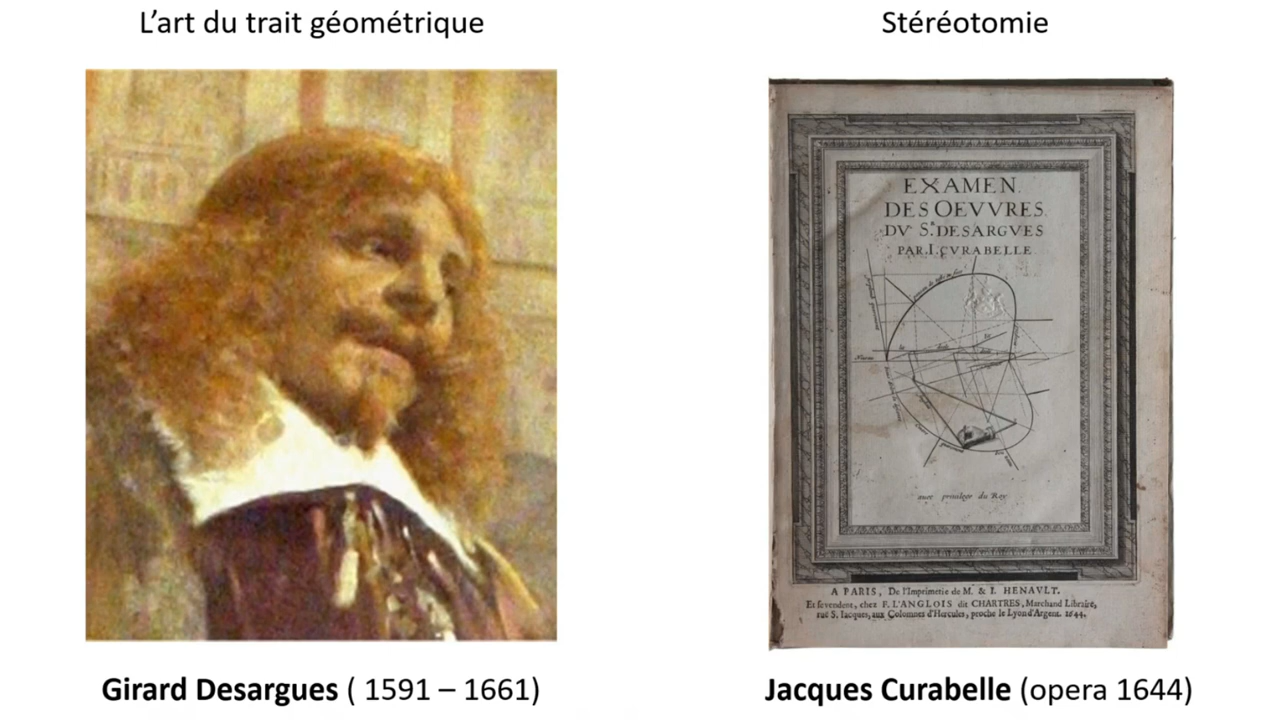 L’art du trait géométrique
Stéréotomie
EXAMEN.
DES OEVVRES.
DV Sʀ. DESARGVES
PAR.I.CVRABELLE.
auec priuilege du Roy
A PARIS, De l'Imprimerie de M. & I. HENAVLT.
Et se vendent, chez F. L'ANGLOIS dit CHARTRES, Marchand Libraire,
ruë S. Iacques, aux Colomnes d'Hercules, proche le Lyon d'Argent. 1644.
Girard Desargues ( 1591 – 1661)
Jacques Curabelle (opera 1644)